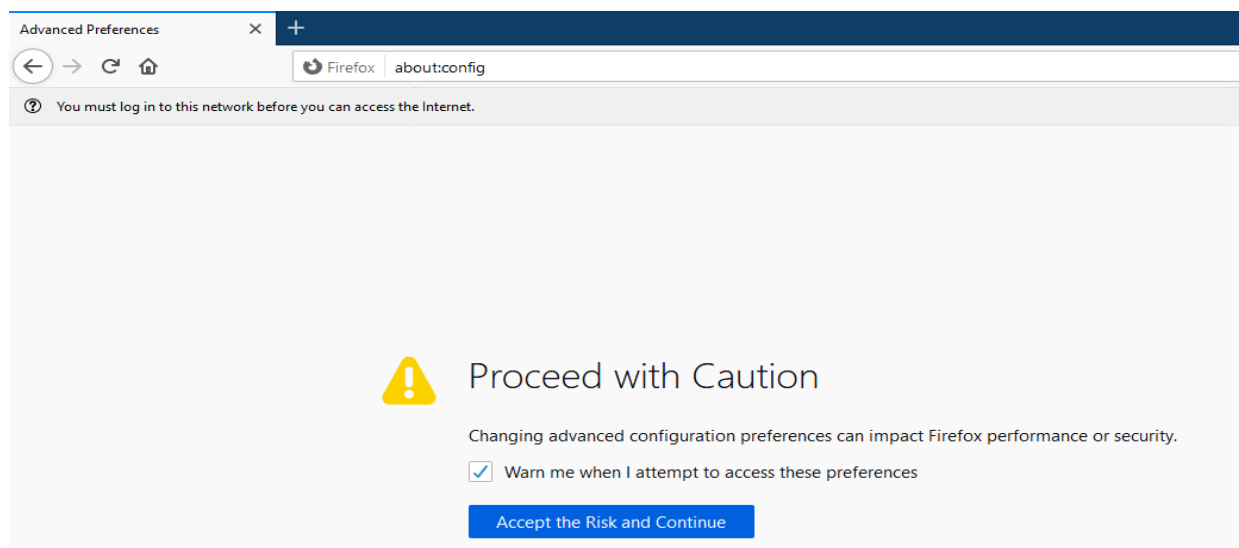 Advanced Preferences
Firefox about:config
You must log in to this network before you can access the Internet.
Proceed with Caution
Changing advanced configuration preferences can impact Firefox performance or security.
Warn me when I attempt to access these preferences
Accept the Risk and Continue